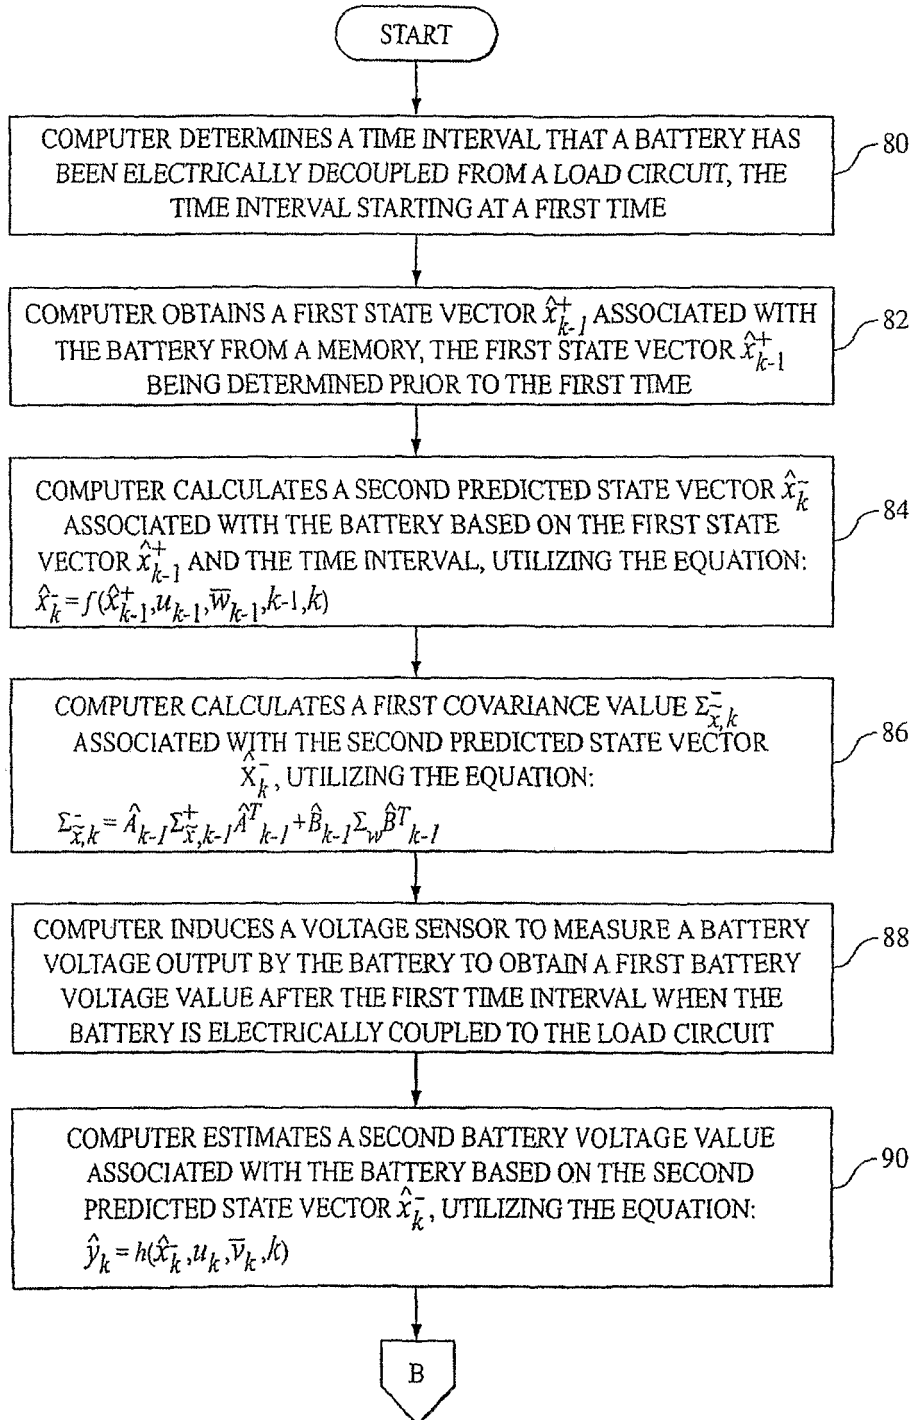 START
COMPUTER DETERMINES A TIME INTERVAL THAT A BATTERY HAS
BEEN ELECTRICALLY DECOUPLED FROM A LOAD CIRCUIT, THE
TIME INTERVAL STARTING AT A FIRST TIME
80
COMPUTER OBTAINS A FIRST STATE VECTOR x̂⁺ₖ₋₁ ASSOCIATED WITH
THE BATTERY FROM A MEMORY, THE FIRST STATE VECTOR x̂⁺ₖ₋₁
BEING DETERMINED PRIOR TO THE FIRST TIME
82
COMPUTER CALCULATES A SECOND PREDICTED STATE VECTOR x̂⁻ₖ
ASSOCIATED WITH THE BATTERY BASED ON THE FIRST STATE
VECTOR x̂⁺ₖ₋₁ AND THE TIME INTERVAL, UTILIZING THE EQUATION:
x̂⁻ₖ = f(x̂⁺ₖ₋₁, uₖ₋₁, w̅ₖ₋₁, k-1, k)
84
COMPUTER CALCULATES A FIRST COVARIANCE VALUE Σ⁻ₓ̃,ₖ
ASSOCIATED WITH THE SECOND PREDICTED STATE VECTOR
x̂⁻ₖ, UTILIZING THE EQUATION:
Σ⁻ₓ̃,ₖ = Âₖ₋₁ Σ⁺ₓ̃,ₖ₋₁ Âᵀₖ₋₁ + B̂ₖ₋₁ Σw B̂ᵀₖ₋₁
86
COMPUTER INDUCES A VOLTAGE SENSOR TO MEASURE A BATTERY
VOLTAGE OUTPUT BY THE BATTERY TO OBTAIN A FIRST BATTERY
VOLTAGE VALUE AFTER THE FIRST TIME INTERVAL WHEN THE
BATTERY IS ELECTRICALLY COUPLED TO THE LOAD CIRCUIT
88
COMPUTER ESTIMATES A SECOND BATTERY VOLTAGE VALUE
ASSOCIATED WITH THE BATTERY BASED ON THE SECOND
PREDICTED STATE VECTOR x̂⁻ₖ, UTILIZING THE EQUATION:
ŷₖ = h(x̂⁻ₖ, uₖ, v̅ₖ, k)
90
B